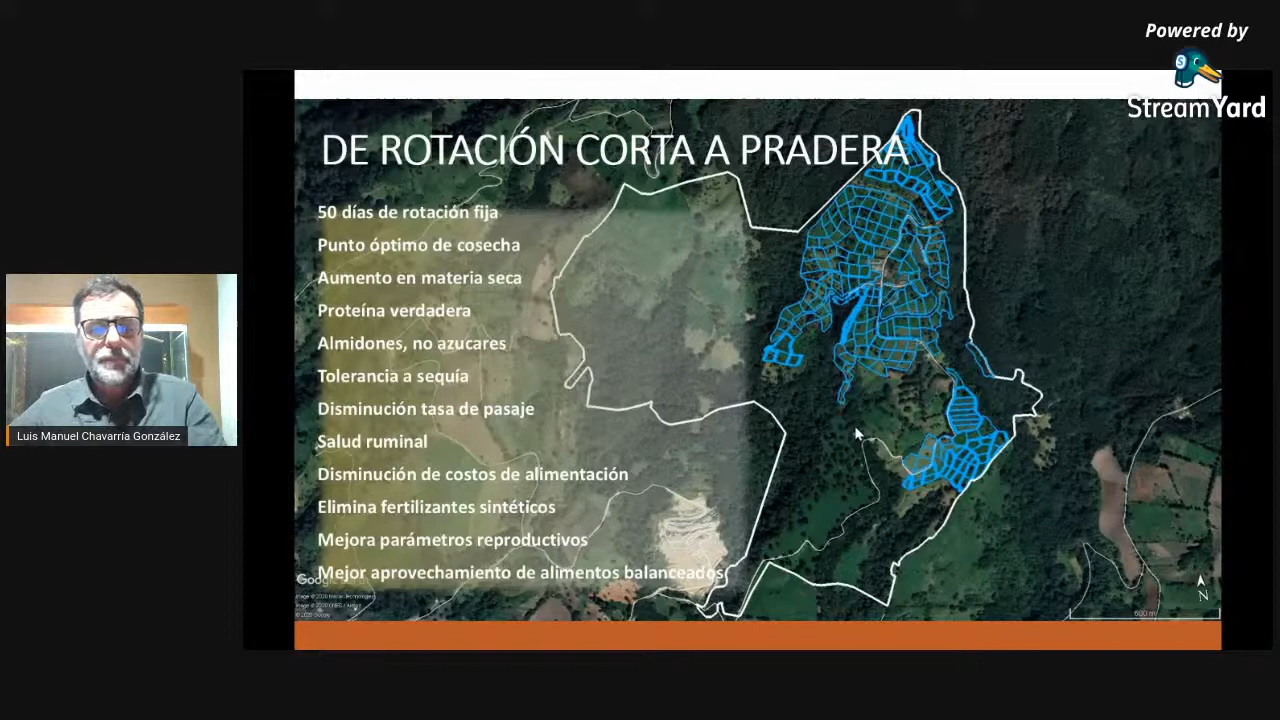 Powered by
StreamYard
DE ROTACIÓN CORTA A PRADERA
50 días de rotación fija
Punto óptimo de cosecha
Aumento en materia seca
Proteína verdadera
Almidones, no azucares
Tolerancia a sequía
Disminución tasa de pasaje
Salud ruminal
Disminución de costos de alimentación
Elimina fertilizantes sintéticos
Mejora parámetros reproductivos
Mejor aprovechamiento de alimentos balanceados
Luis Manuel Chavarría González
N